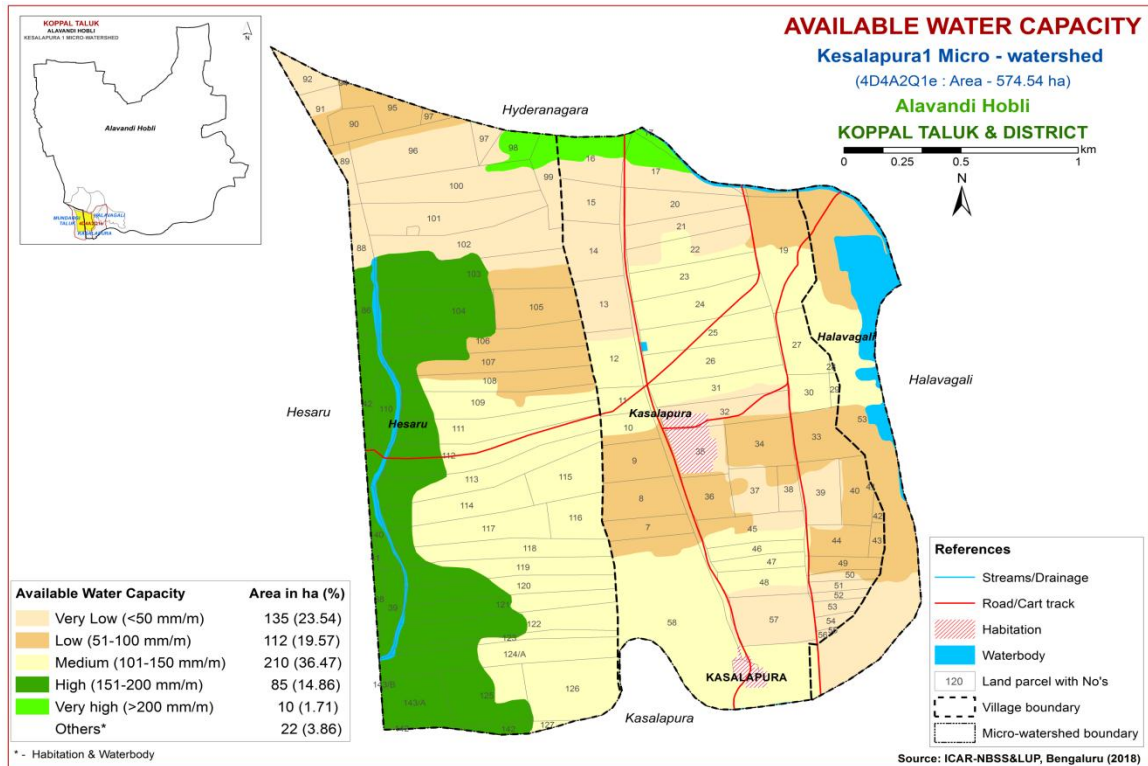 KOPPAL TALUK
ALAVANDI HOBLI
KESALAPURA 1 MICRO-WATERSHED
N
Alavandi Hobli
HALAVAGALI
TALUK
AVAILABLE WATER CAPACITY
Kesalapura1 Micro - watershed
(4D4A2Q1e : Area - 574.54 ha)
Alavandi Hobli
KOPPAL TALUK & DISTRICT
km
0 0.25 0.5 1
N
Hyderanagara
92
91 95
90 97
89 96 97 98 16 17
99
100
15 20
101 21
88 102 14 22 19
103 23
104 105 13 24
106 25 27 Halavagali
107 12 26
108 31 30 29
109 11 32 53
110 Kasalapura
Hesaru Hesaru 111 10 Halavagali
112 9 35 34 33
113 115 37 38 39 40
114 8 36 42
117 116 7 45 44 43
118 46 49
119 47 50
120 48 51
121 52
39 122 53
123 58 57 54
124/A 56
KASALAPURA
126
143/A 125
142 127
Kasalapura
Available Water Capacity Area in ha (%)
Very Low (<50 mm/m) 135 (23.54)
Low (51-100 mm/m) 112 (19.57)
Medium (101-150 mm/m) 210 (36.47)
High (151-200 mm/m) 85 (14.86)
Very high (>200 mm/m) 10 (1.71)
Others* 22 (3.86)
* - Habitation & Waterbody
References
Streams/Drainage
Road/Cart track
Habitation
Waterbody
120 Land parcel with No's
Village boundary
Micro-watershed boundary
Source: ICAR-NBSS&LUP, Bengaluru (2018)